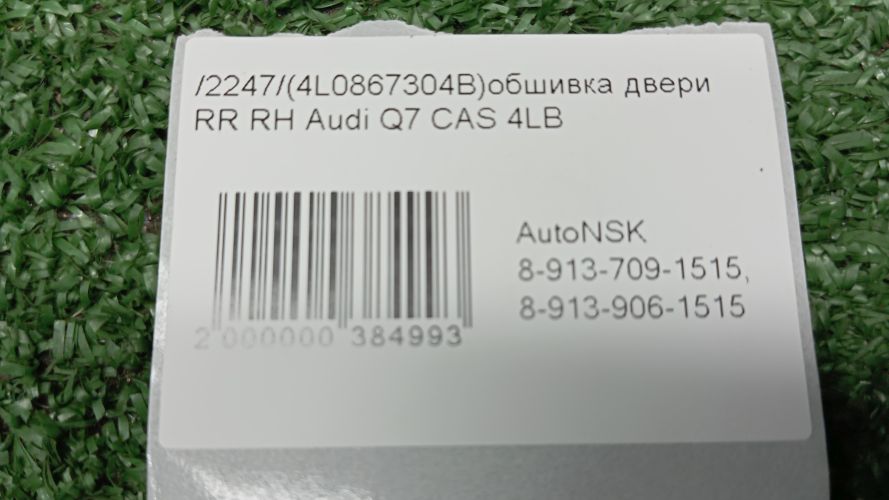 /2247/(4L0867304B)обшивка двери
RR RH Audi Q7 CAS 4LB
AutoNSK
8-913-709-1515,
8-913-906-1515
2 000000 384993